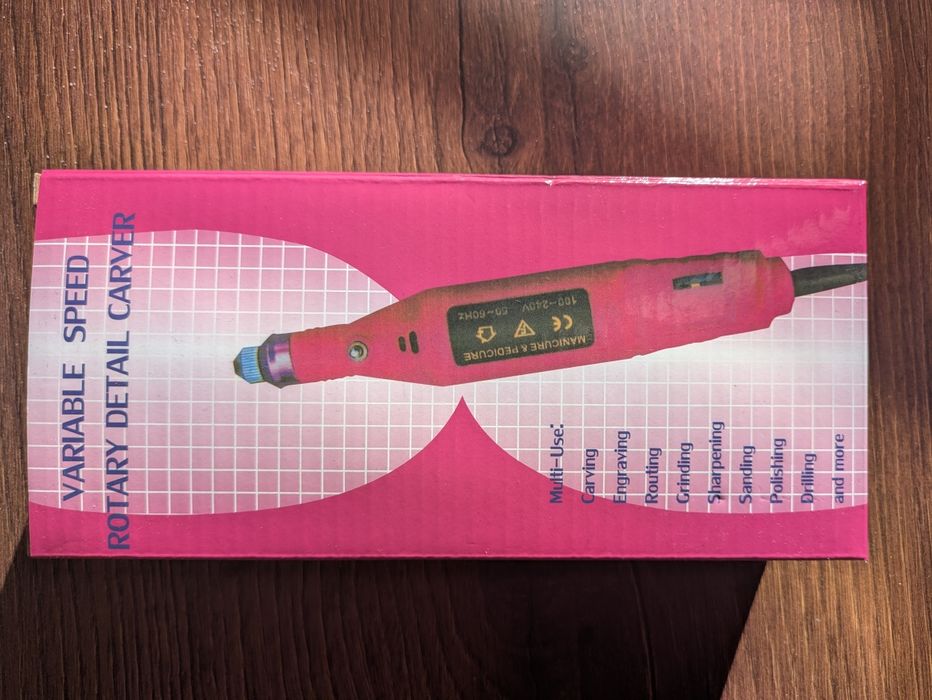 VARIABLE SPEED
ROTARY DETAIL CARVER
MANICURE & PEDICURE
CE
100~240V 50~60Hz
Multi-Use:
Carving
Engraving
Routing
Grinding
Sharpening
Sanding
Polishing
Drilling
and more